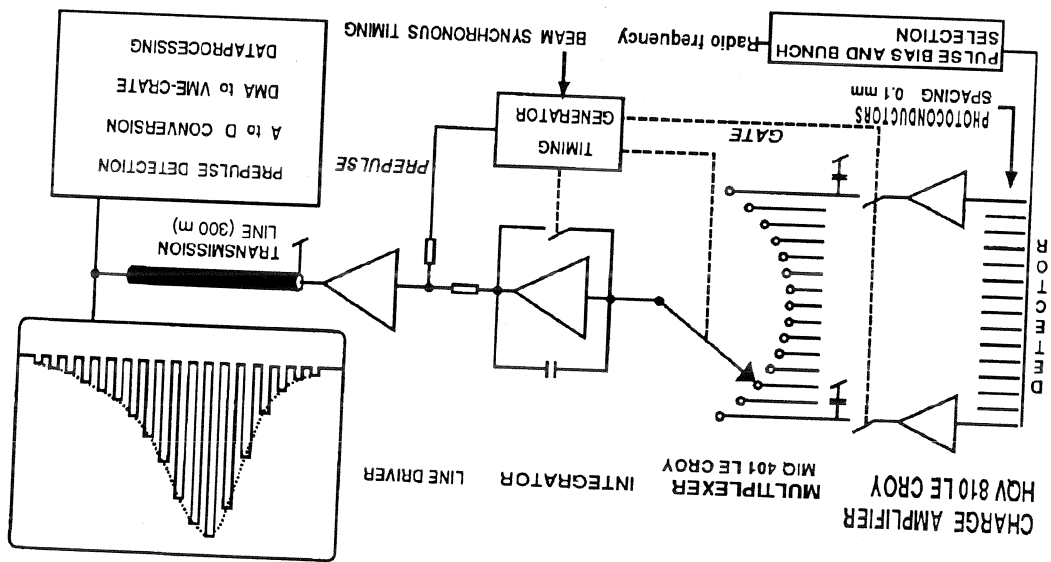 CHARGE AMPLIFIER
HQV 810 LE CROY
MULTIPLEXER
MIQ 401 LE CROY
INTEGRATOR
LINE DRIVER
DETECTOR
TRANSMISSION
LINE (300 m)
PREPULSE
GATE
TIMING
GENERATOR
PHOTOCONDUCTORS
SPACING 0.1 mm
PULSE BIAS AND BUNCH
SELECTION
Radio frequency
BEAM SYNCHRONOUS TIMING
PREPULSE DETECTION
A to D CONVERSION
DMA to VME-CRATE
DATAPROCESSING